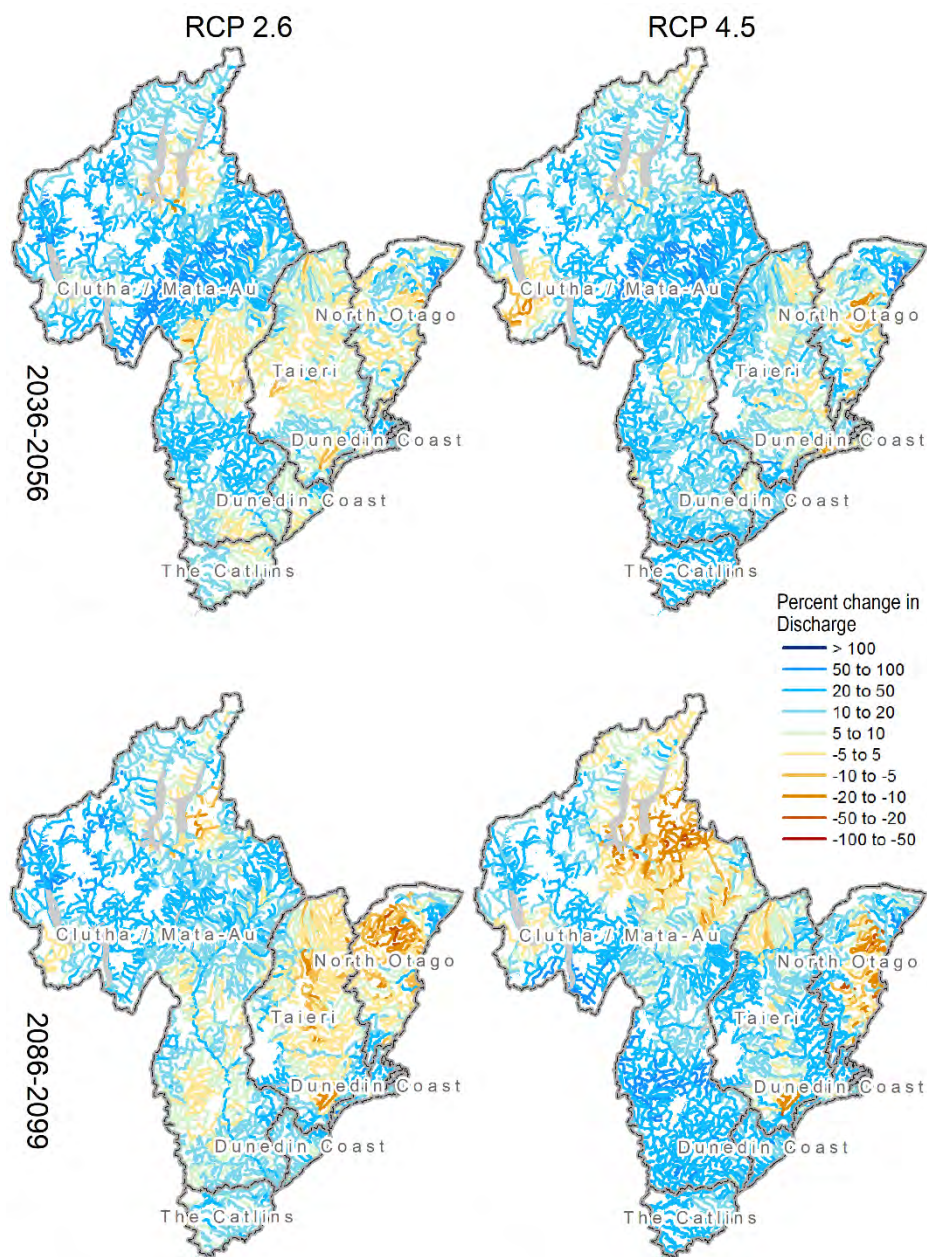 RCP 2.6
RCP 4.5
2036-2056
Clutha / Mata-Au
North Otago
Taieri
Dunedin Coast
Dunedin Coast
The Catlins
Clutha / Mata-Au
North Otago
Taieri
Dunedin Coast
Dunedin Coast
The Catlins
Percent change in
Discharge
> 100
50 to 100
20 to 50
10 to 20
5 to 10
-5 to 5
-10 to -5
-20 to -10
-50 to -20
-100 to -50
2086-2099
Clutha / Mata-Au
North Otago
Taieri
Dunedin Coast
Dunedin Coast
The Catlins
Clutha / Mata-Au
North Otago
Taieri
Dunedin Coast
Dunedin Coast
The Catlins